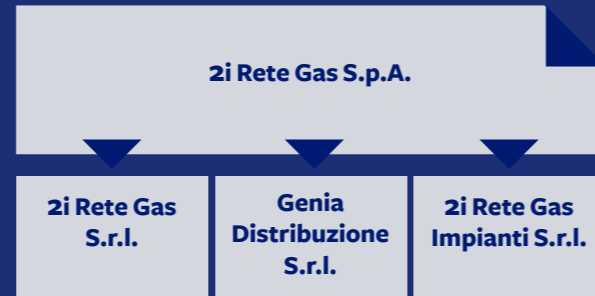 2i Rete Gas S.p.A.
2i Rete Gas
S.r.l.
Genia
Distribuzione
S.r.l.
2i Rete Gas
Impianti S.r.l.